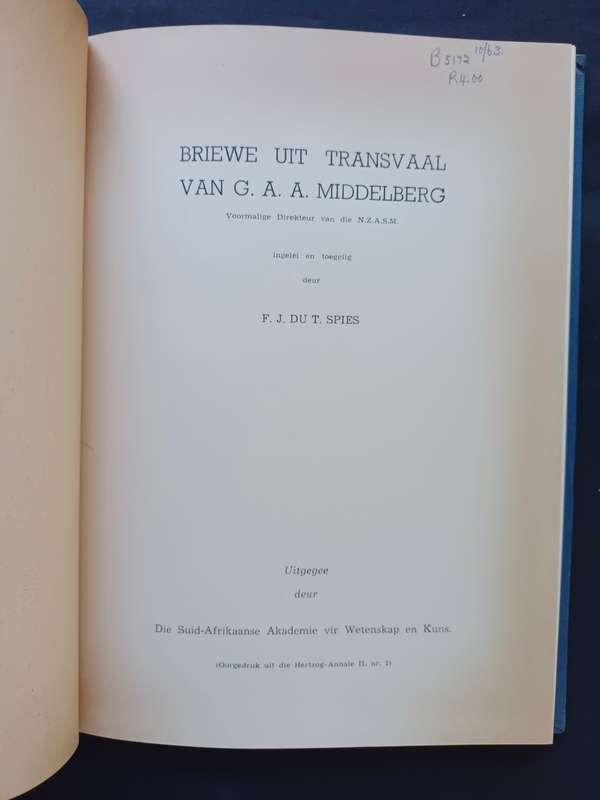 B 5172 10/63.
R4.00
BRIEWE UIT TRANSVAAL
VAN G. A. A. MIDDELBERG
Voormalige Direkteur van die N.Z.A.S.M.
ingelei en toegelig
deur
F. J. DU T. SPIES
Uitgegee
deur
Die Suid-Afrikaanse Akademie vir Wetenskap en Kuns.
(Oorgedruk uit die Hertzog-Annale II, nr. 1)